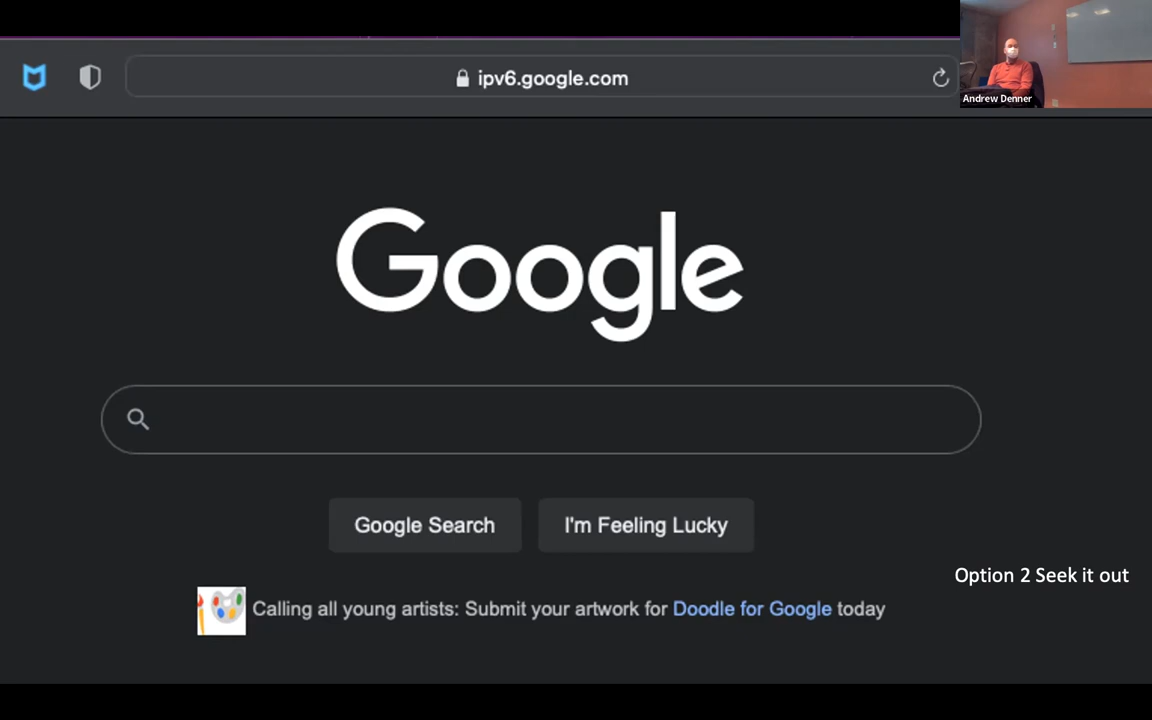 ipv6.google.com
Andrew Denner
Google
Google Search
I'm Feeling Lucky
Option 2 Seek it out
Calling all young artists: Submit your artwork for Doodle for Google today